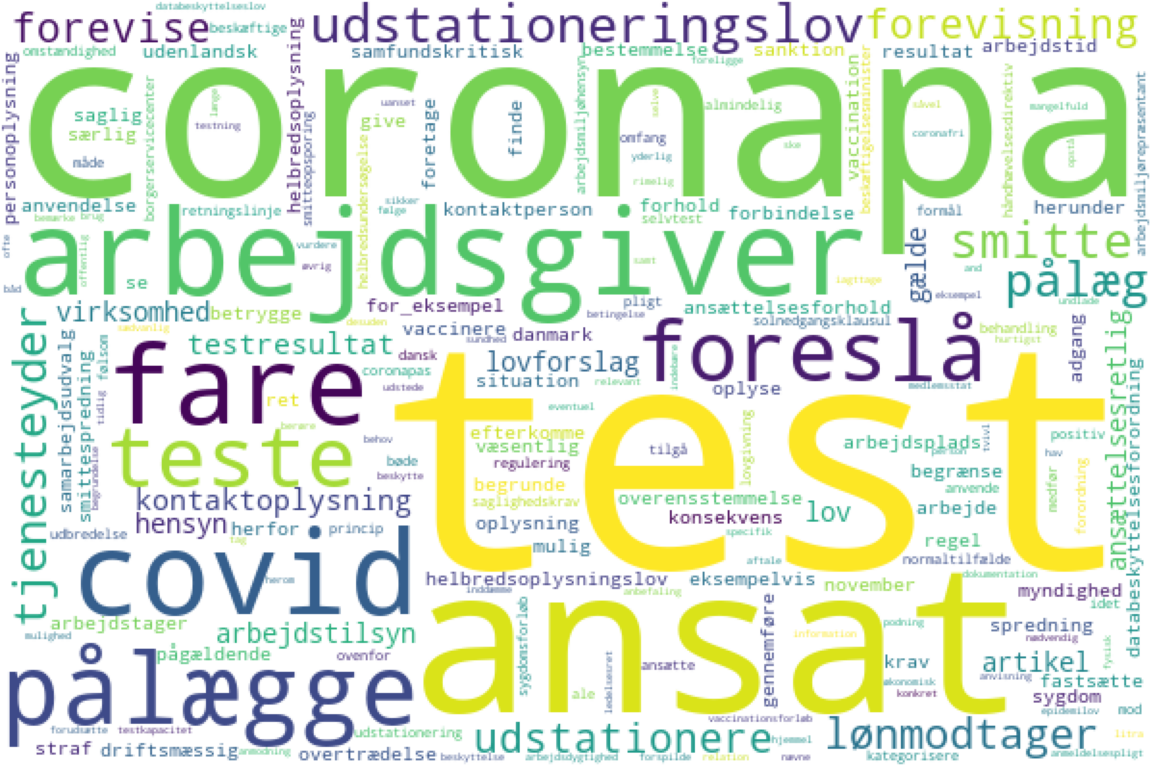 databeskyttelseslov
forevise
omstændighed
udenlandsk
beskæftige
udstationeringslov
forevisning
samfundskritisk
bestemmelse
sanktion
resultat
arbejdstid
foreligge
personoplysning
coronapa
saglig
særlig
måde
borgerservicecenter
længe
testning
helbredsoplysning
smitteopsporing
uanset
give
foretage
finde
arbejdsmiljøhensyn
omfang
yderlig
rimelig
selve
almindelig
ske
vaccination
beskæftigelsesminister
såvel
coronafri
håndhævelsesdirektiv
mangelfuld
opstå
arbejdsmiljørepræsentant
anvendelse
retningslinje
sikker
følge
helbredsundersøgelse
kontaktperson
forhold
selvtest
forbindelse
formål
herunder
bemærke
brug
ofte
offentlig
båd
se
arbejdsgiver
vurdere
øvrig
samt
iagttage
gælde
smitte
and
eksempel
undlade
pålæg
virksomhed
betrygge
for_eksempel
desuden
sædvanlig
pligt
betingelse
ansættelsesforhold
solnedgangsklausul
behandling
hurtigst
adgang
ansættelsesretlig
vaccinere
sundhed
danmark
testresultat
dansk
coronapas
udstede
lovforslag
situation
relevant
indebære
foreslå
oplyse
medlemsstat
tjenesteyder
samarbejdsudvalg
smittespredning
tidlig
følsom
begrundelse
fare
ret
berøre
teste
behov
beskytte
bøde
eventuel
efterkomme
væsentlig
regulering
begrunde
saglighedskrav
tilgå
lovgivning
test
arbejdsplads
person
tvivl
begrænse
anvende
arbejde
positiv
hav
medfør
forordning
databeskyttelsesforordning
kontaktoplysning
hensyn
herfor
princip
udbredelse
overensstemmelse
konsekvens
lov
oplysning
specifik
mulig
aftale
regel
normaltilfælde
covid
tag
herom
helbredsoplysningslov
inddæmme
eksempelvis
anbefaling
november
dokumentation
myndighed
idet
arbejdstager
mulighed
arbejdstilsyn
pågældende
ovenfor
sygdomsforløb
ansat
gennemføre
information
podning
spredning
nødvendig
fysisk
pålægge
ansætte
ledelsesret
ale
krav
økonomisk
konkret
artikel
anvisning
fastsætte
sygdom
epidemilov
mod
litra
forudsætte
testkapacitet
udstationering
straf
driftsmæssig
anmodning
overtrædelse
beskyttelse
udstationere
arbejdsdygtighed
forspilde
vaccinationsforløb
relation
hjemmel
nævne
lønmodtager
kategorisere
anmeldelsespligt